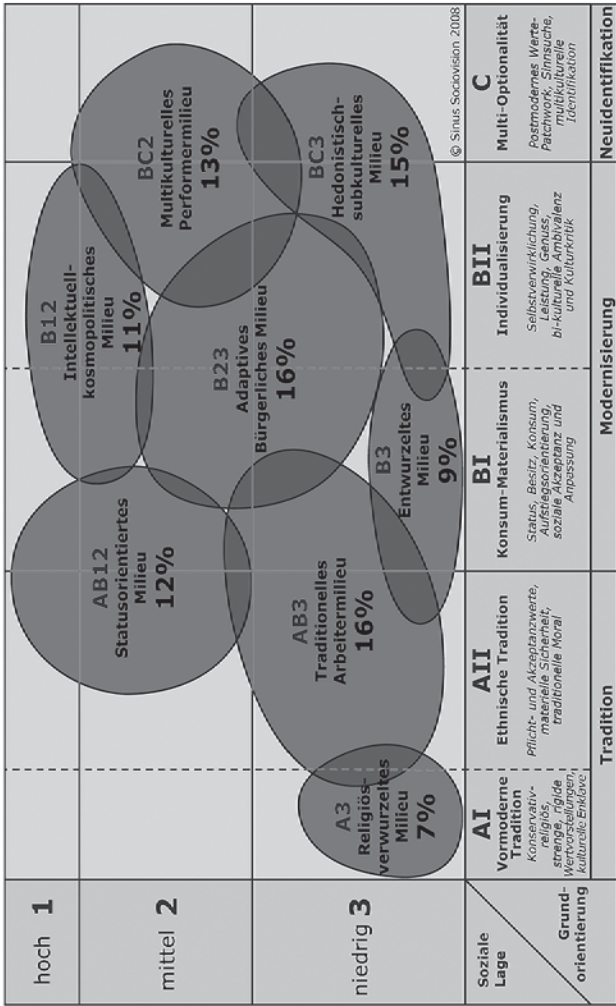 hoch 1
mittel 2
niedrig 3
Soziale
Lage
Grund-
orientierung
AB12
Statusorientiertes
Milieu
12%
B12
Intellektuell-
kosmopolitisches
Milieu
11%
BC2
Multikulturelles
Performermilieu
13%
B23
Adaptives
Bürgerliches Milieu
16%
AB3
Traditionelles
Arbeitermilieu
16%
A3
Religiös-
verwurzeltes
Milieu
7%
B3
Entwurzeltes
Milieu
9%
BC3
Hedonistisch-
subkulturelles
Milieu
15%
© Sinus Sociovision 2008
AI
Vormoderne
Tradition
Konservativ-
religiös,
strenge, rigide
Wertvorstellungen,
kulturelle Enklave
AII
Ethnische Tradition
Pflicht- und Akzeptanzwerte,
materielle Sicherheit,
traditionelle Moral
BI
Konsum-Materialismus
Status, Besitz, Konsum,
Aufstiegsorientierung,
soziale Akzeptanz und
Anpassung
BII
Individualisierung
Selbstverwirklichung,
Leistung, Genuss,
bi-kulturelle Ambivalenz
und Kulturkritik
C
Multi-Optionalität
Postmodernes Werte-
Patchwork, Sinnsuche,
multikulturelle
Identifikation
Tradition
Modernisierung
Neuidentifikation